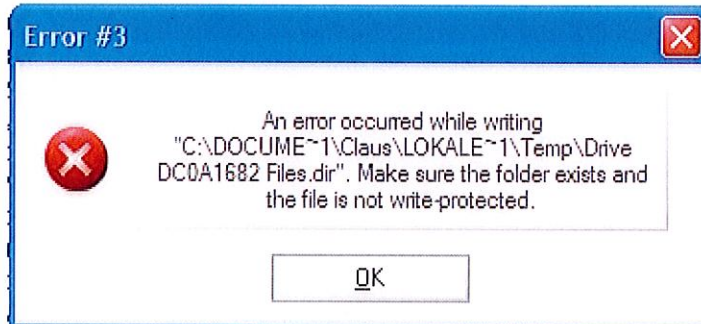 Error #3
An error occurred while writing
"C:\DOCUME~1\Claus\LOKALE~1\Temp\Drive
DC0A1682 Files.dir". Make sure the folder exists and
the file is not write-protected.
OK